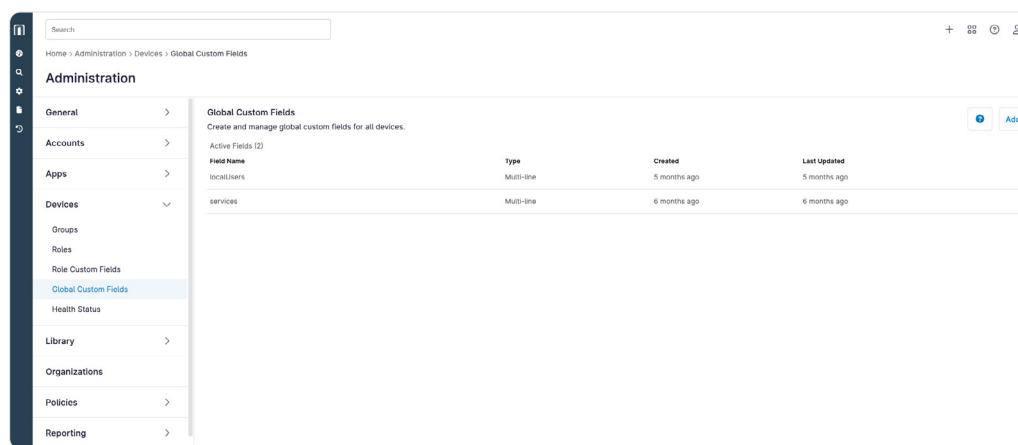 Search
Home > Administration > Devices > Global Custom Fields
Administration
General
Accounts
Apps
Devices
Groups
Roles
Role Custom Fields
Global Custom Fields
Health Status
Library
Organizations
Policies
Reporting
Global Custom Fields
Create and manage global custom fields for all devices.
Add
Active Fields (2)
Field Name Type Created Last Updated
localUsers Multi-line 5 months ago 5 months ago
services Multi-line 6 months ago 6 months ago